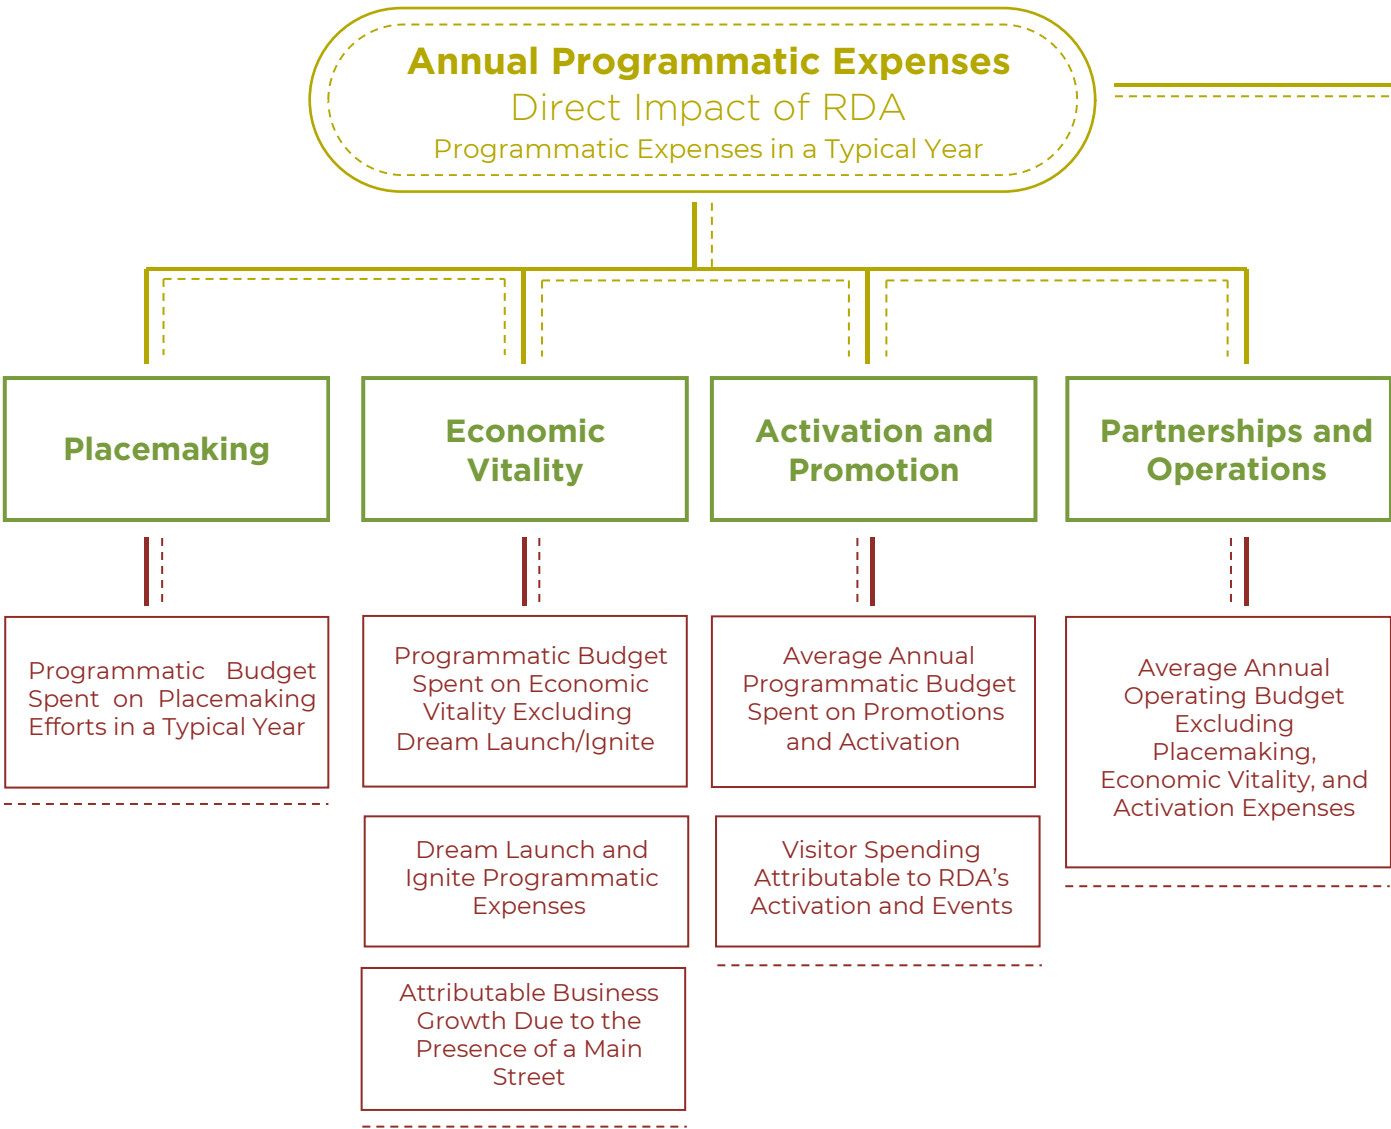 Annual Programmatic Expenses
Direct Impact of RDA
Programmatic Expenses in a Typical Year
Placemaking
Economic
Vitality
Activation and
Promotion
Partnerships and
Operations
Programmatic Budget
Spent on Placemaking
Efforts in a Typical Year
Programmatic Budget
Spent on Economic
Vitality Excluding
Dream Launch/Ignite
Dream Launch and
Ignite Programmatic
Expenses
Attributable Business
Growth Due to the
Presence of a Main
Street
Average Annual
Programmatic Budget
Spent on Promotions
and Activation
Visitor Spending
Attributable to RDA’s
Activation and Events
Average Annual
Operating Budget
Excluding
Placemaking,
Economic Vitality, and
Activation Expenses